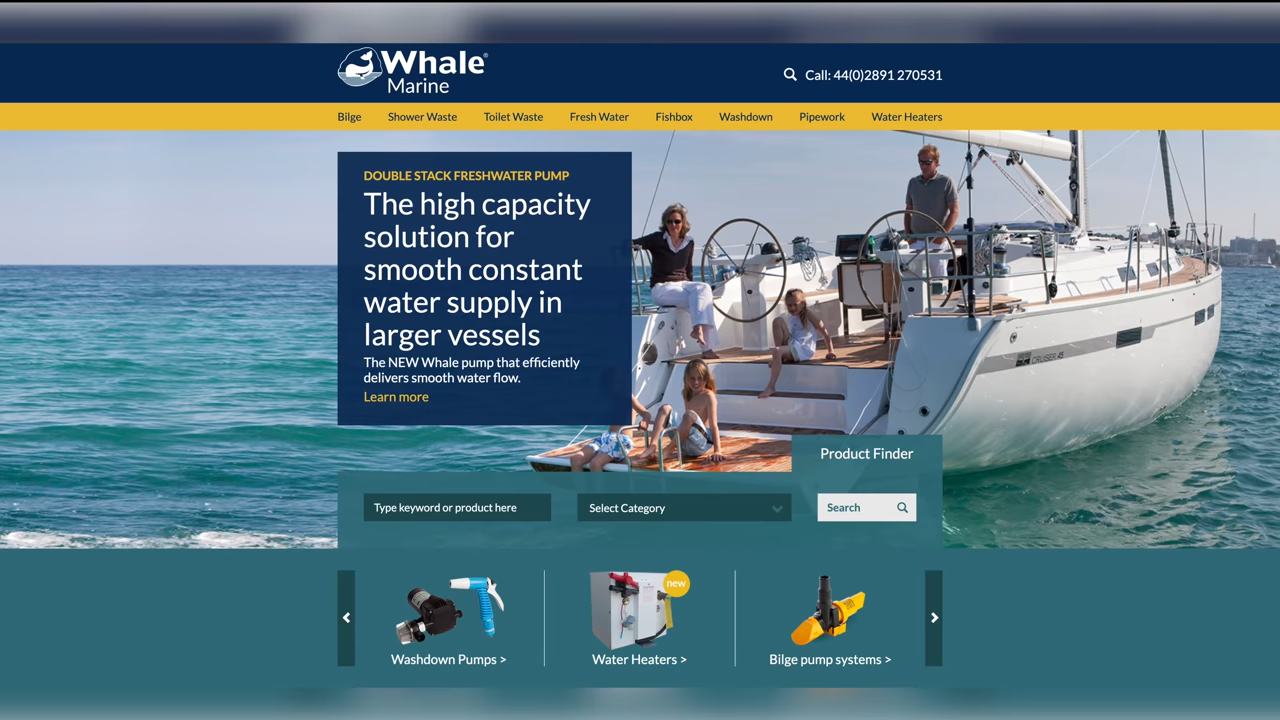 Whale®
Marine
Call: 44(0)2891 270531
Bilge Shower Waste Toilet Waste Fresh Water Fishbox Washdown Pipework Water Heaters
DOUBLE STACK FRESHWATER PUMP
The high capacity
solution for
smooth constant
water supply in
larger vessels
The NEW Whale pump that efficiently
delivers smooth water flow.
Learn more
CRUISER 45
Product Finder
Type keyword or product here
Select Category
Search
new
Washdown Pumps >
Water Heaters >
Bilge pump systems >